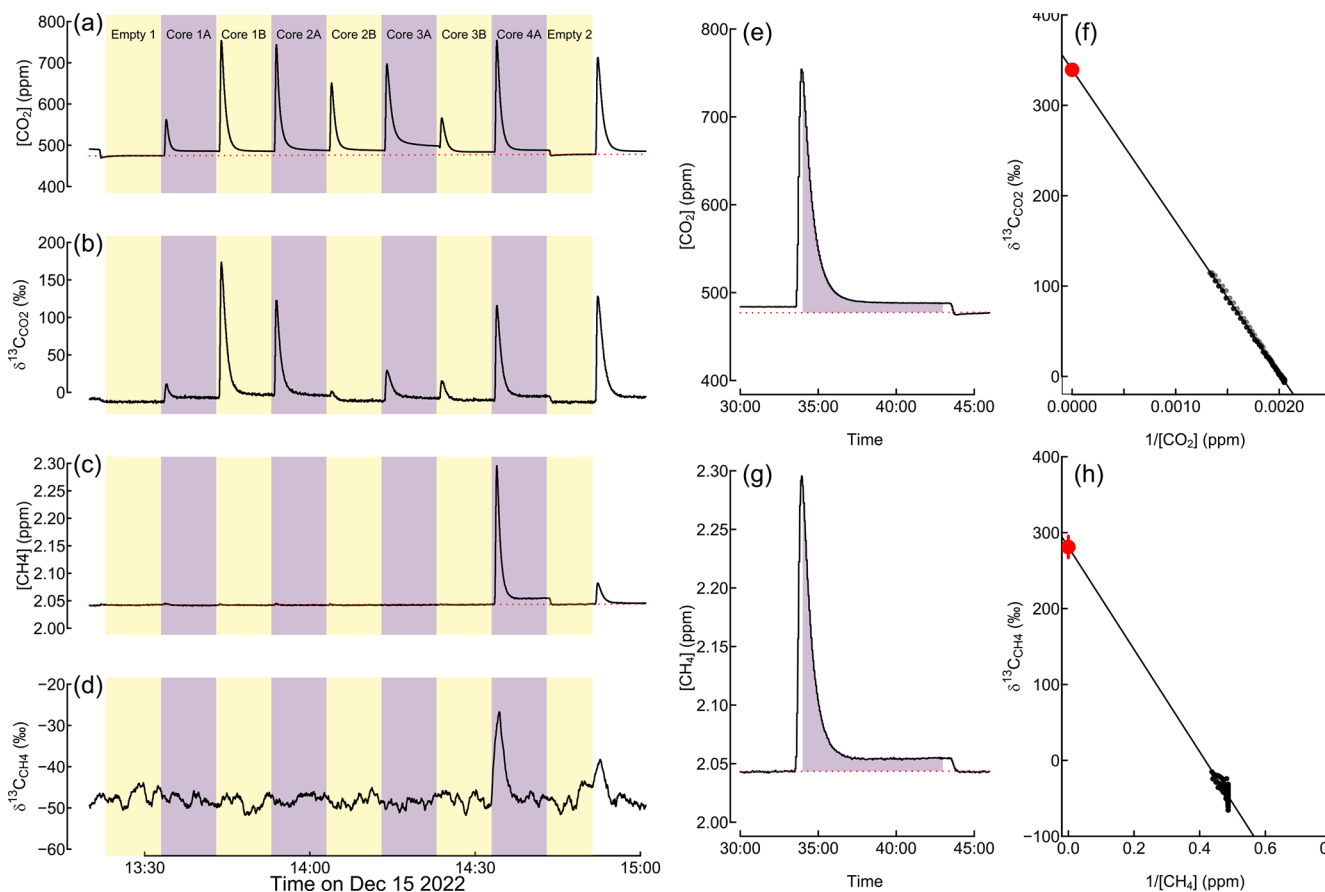 (a)
Empty 1 Core 1A Core 1B Core 2A Core 2B Core 3A Core 3B Core 4A Empty 2
[CO₂] (ppm)
800
700
600
500
400
(b)
δ¹³C_CO2 (‰)
200
150
100
50
0
(c)
[CH4] (ppm)
2.30
2.25
2.20
2.15
2.10
2.05
2.00
(d)
δ¹³C_CH4 (‰)
−20
−30
−40
−50
−60
13:30 14:00 14:30 15:00
Time on Dec 15 2022
(e)
[CO₂] (ppm)
800
700
600
500
400
30:00 35:00 40:00 45:00
Time
(f)
δ¹³C_CO2 (‰)
400
300
200
100
0
0.0000 0.0010 0.0020
1/[CO₂] (ppm)
(g)
[CH₄] (ppm)
2.30
2.25
2.20
2.15
2.10
2.05
2.00
30:00 35:00 40:00 45:00
Time
(h)
δ¹³C_CH4 (‰)
400
300
200
100
0
−100
0.0 0.2 0.4 0.6
1/[CH₄] (ppm)